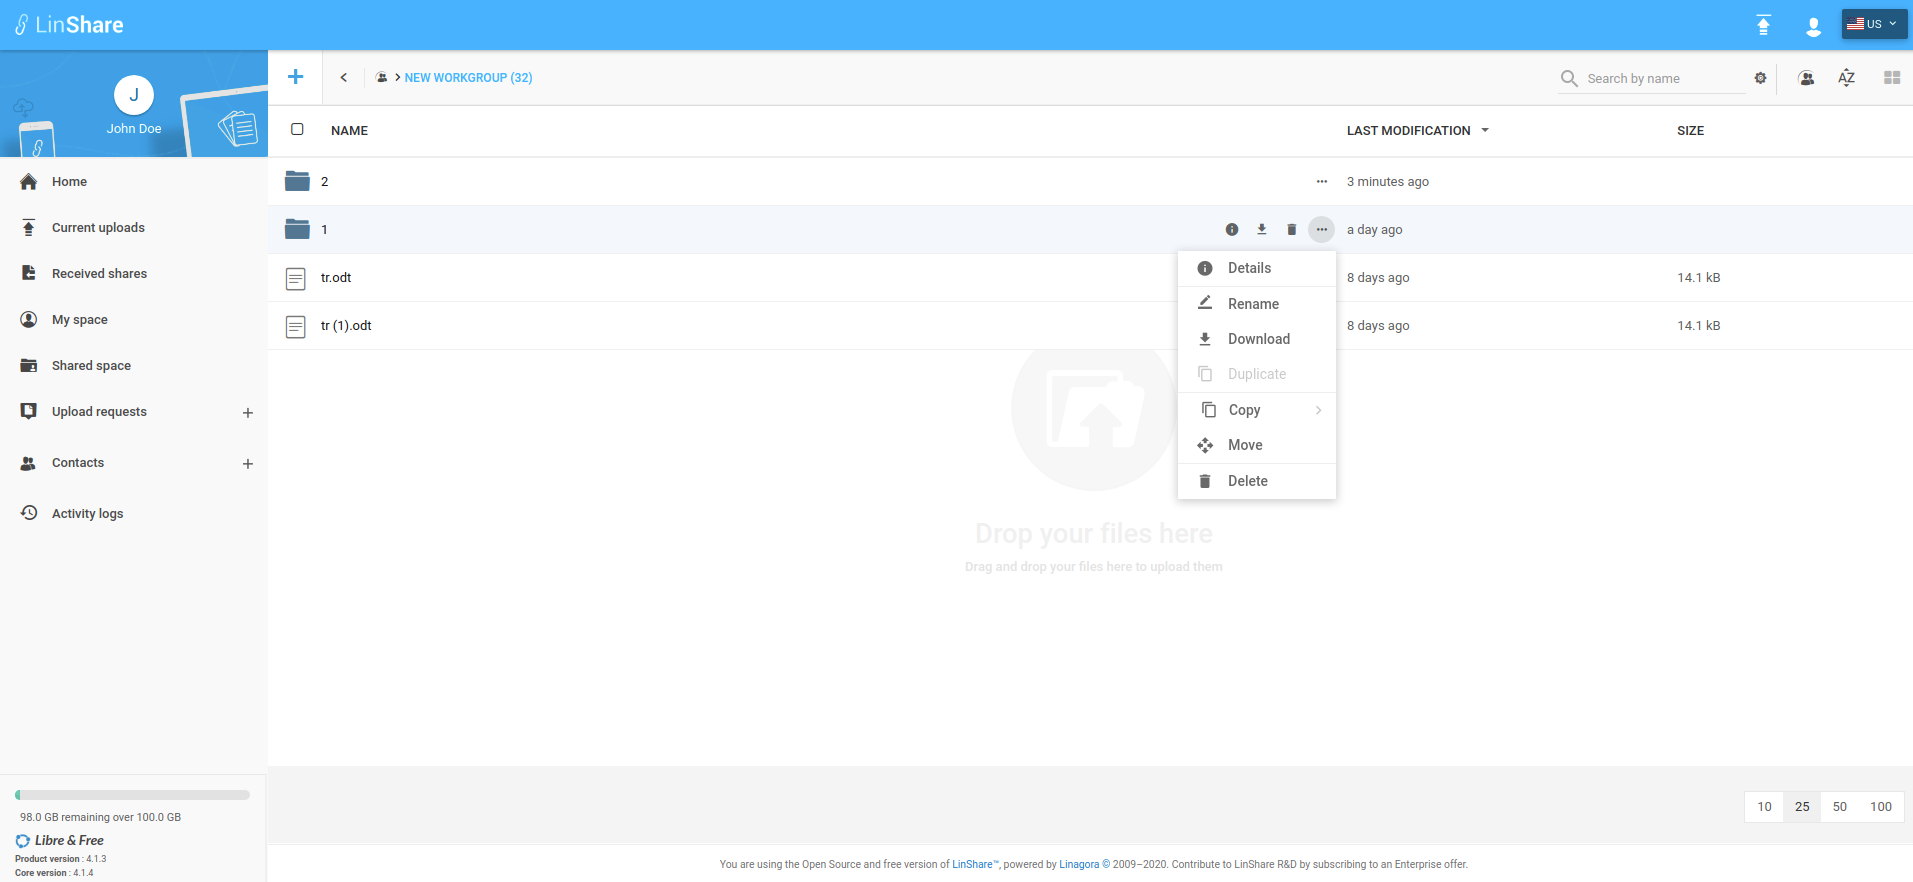 LinShare
US
J
John Doe
NEW WORKGROUP (32)
Search by name
AZ
NAME
LAST MODIFICATION
SIZE
Home
Current uploads
Received shares
My space
Shared space
Upload requests
Contacts
Activity logs
2
3 minutes ago
1
a day ago
tr.odt
8 days ago
14.1 kB
tr (1).odt
8 days ago
14.1 kB
Details
Rename
Download
Duplicate
Copy
Move
Delete
Drop your files here
Drag and drop your files here to upload them
98.0 GB remaining over 100.0 GB
Libre & Free
Product version : 4.1.3
Core version : 4.1.4
10 25 50 100
You are using the Open Source and free version of LinShare™, powered by Linagora © 2009–2020. Contribute to LinShare R&D by subscribing to an Enterprise offer.